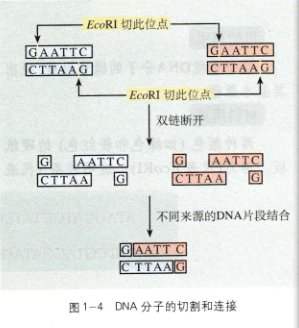 EcoRI 切此位点
GAATTC GAATTC
CTTAAG CTTAAG
EcoRI 切此位点
双链断开
G AATTC G AATTC
CTTAA G CTTAA G
不同来源的DNA片段结合
G AATT C
C TTAA G
图1-4 DNA 分子的切割和连接